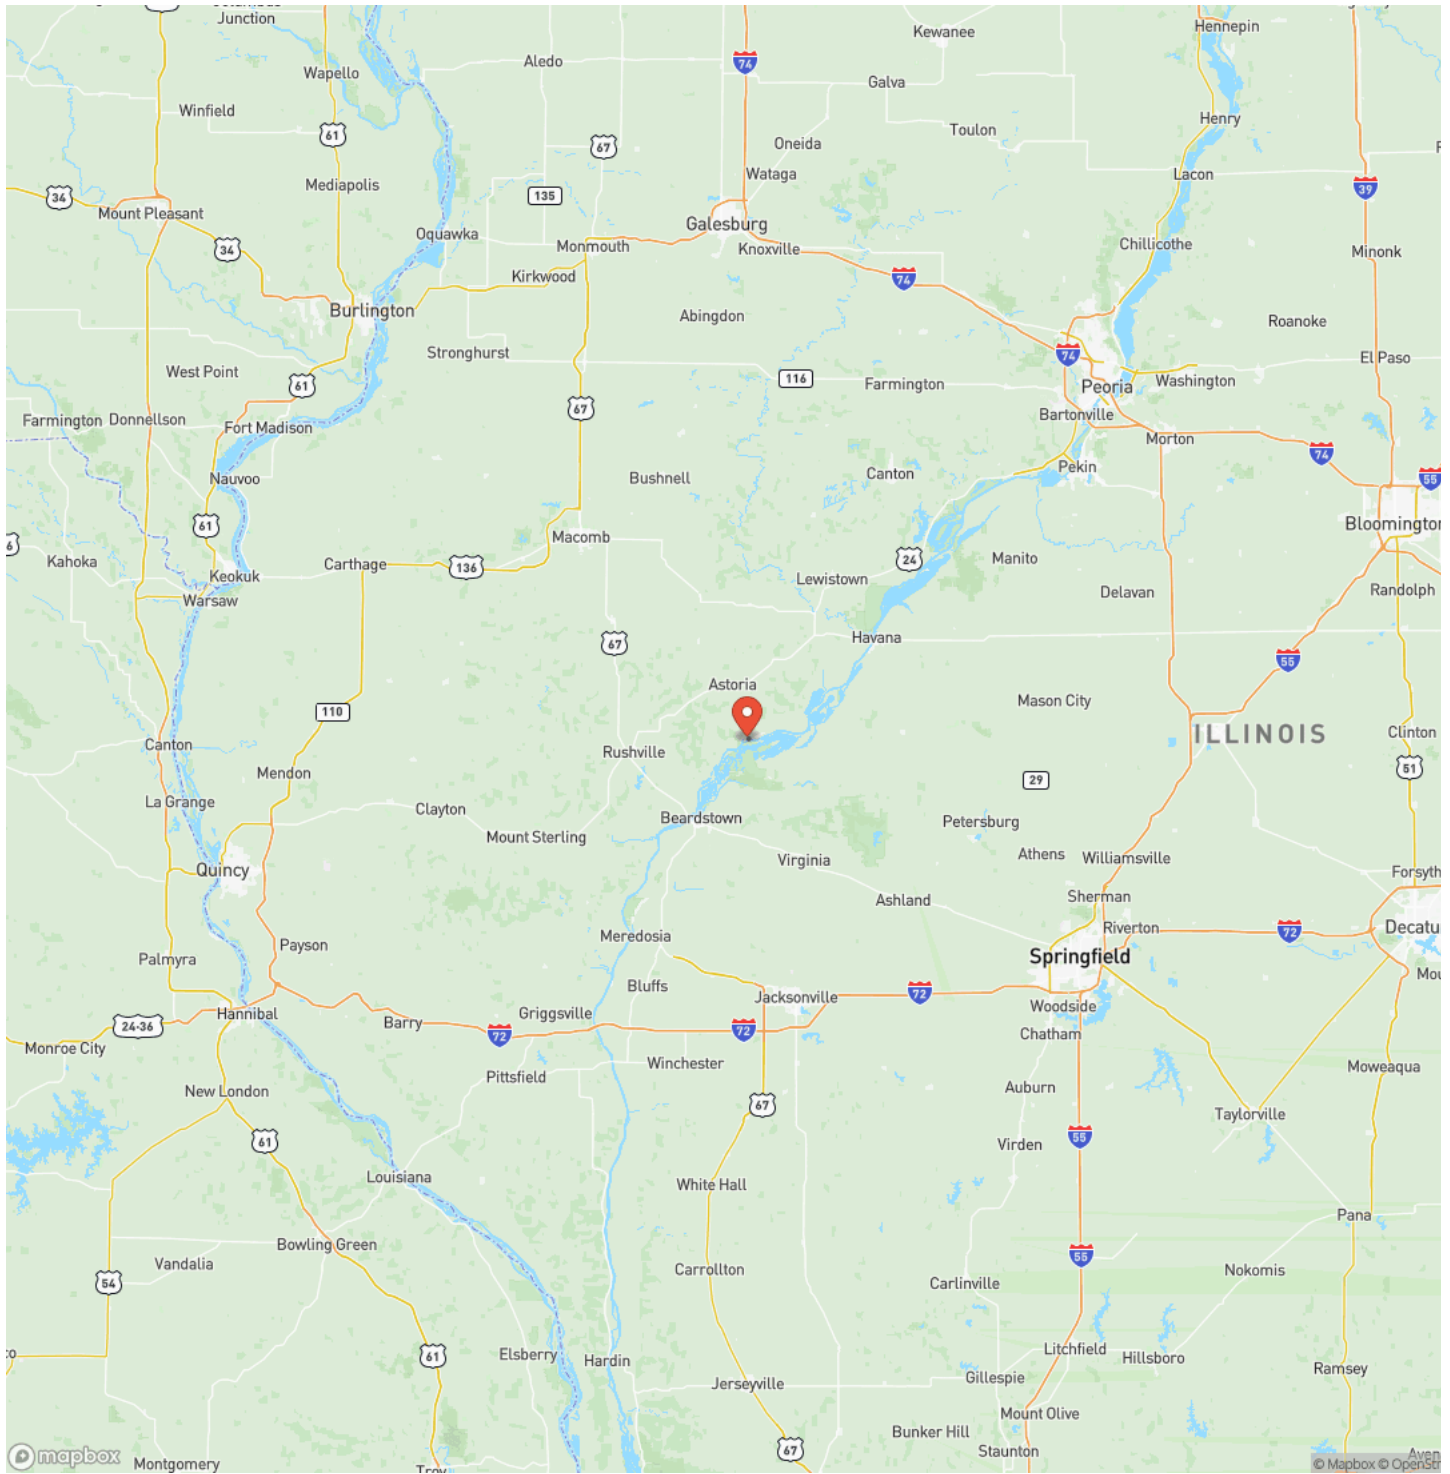 Junction
Kewanee
Hennepin
Wapello
Aledo
74
Galva
Winfield
61
67
Oneida
Toulon
Henry
Mediapolis
34
135
Wataga
Lacon
39
Mount Pleasant
34
Oquawka
Monmouth
Galesburg
Knoxville
Chillicothe
Minonk
Kirkwood
74
Burlington
Abingdon
Roanoke
Stronghurst
74
El Paso
West Point
61
116
Farmington
Peoria
Washington
67
Bartonville
Farmington
Donnellson
Fort Madison
Morton
74
Nauvoo
Bushnell
Canton
Pekin
55
61
Macomb
Bloomington
6
Kahoka
Keokuk
Carthage
136
24
Manito
Warsaw
Lewistown
Delavan
Randolph
67
Havana
55
Astoria
110
Mason City
Canton
Rushville
ILLINOIS
Clinton
Mendon
29
51
La Grange
Clayton
Mount Sterling
Beardstown
Petersburg
Quincy
Virginia
Athens
Williamsville
Forsyth
Ashland
Sherman
Palmyra
Payson
Meredosia
Riverton
72
Decatu
Springfield
Bluffs
Jacksonville
72
Mou
Hannibal
Griggsville
Woodside
24-36
Barry
72
72
Chatham
Monroe City
Winchester
Pittsfield
Moweaqua
New London
67
Auburn
Taylorville
61
55
Virden
Louisiana
White Hall
Pana
Bowling Green
55
Vandalia
Carrollton
Nokomis
54
Carlinville
61
Elsberry
Hardin
Litchfield
Hillsboro
Ramsey
co
Jerseyville
Gillespie
Mount Olive
Bunker Hill
67
Staunton
mapbox
Montgomery
Troy
Aven
© Mapbox © OpenStr